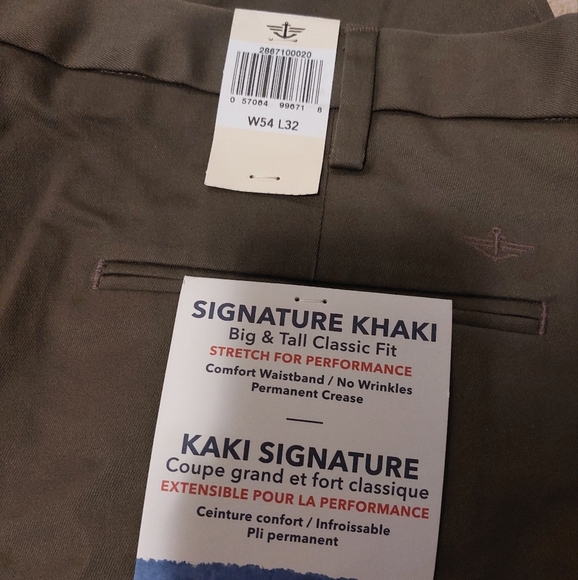 2867100020
0 57064 99671 8
W54 L32
SIGNATURE KHAKI
Big & Tall Classic Fit
STRETCH FOR PERFORMANCE
Comfort Waistband / No Wrinkles
Permanent Crease
KAKI SIGNATURE
Coupe grand et fort classique
EXTENSIBLE POUR LA PERFORMANCE
Ceinture confort / Infroissable
Pli permanent